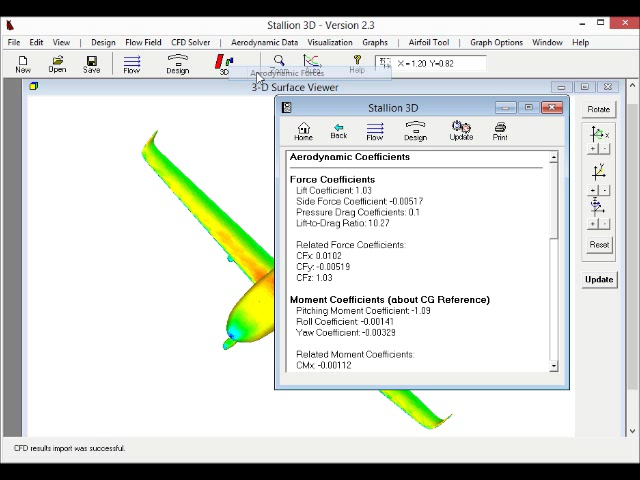 Stallion 3D - Version 2.3
File Edit View Design Flow Field CFD Solver Aerodynamic Data Visualization Graphs Airfoil Tool Graph Options Window Help
New Open Save Flow Design 3D Help X = 1.20 Y=0.82
Aerodynamic Forces
3-D Surface Viewer
Stallion 3D
Home Back Flow Design Update Print
Aerodynamic Coefficients
Force Coefficients
Lift Coefficient: 1.03
Side Force Coefficient: -0.00517
Pressure Drag Coefficients: 0.1
Lift-to-Drag Ratio: 10.27
Related Force Coefficients:
CFx: 0.0102
CFy: -0.00519
CFz: 1.03
Moment Coefficients (about CG Reference)
Pitching Moment Coefficient: -1.09
Roll Coefficient: -0.00141
Yaw Coefficient: -0.00329
Related Moment Coefficients:
CMx: -0.00112
Rotate
x
+ -
Y
+ -
+ -
Reset
Update
CFD results import was successful.